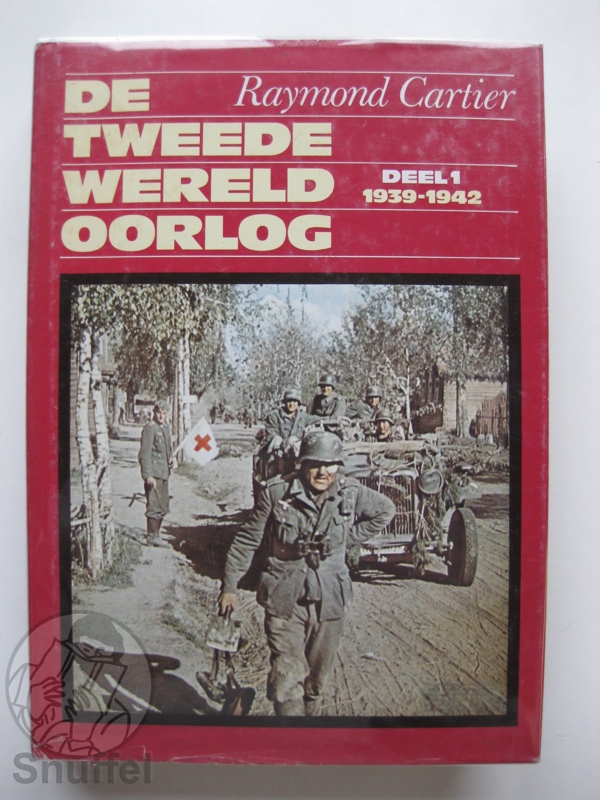 DE
Raymond Cartier
TWEEDE
WERELD
DEEL 1
1939-1942
OORLOG
Snuffel